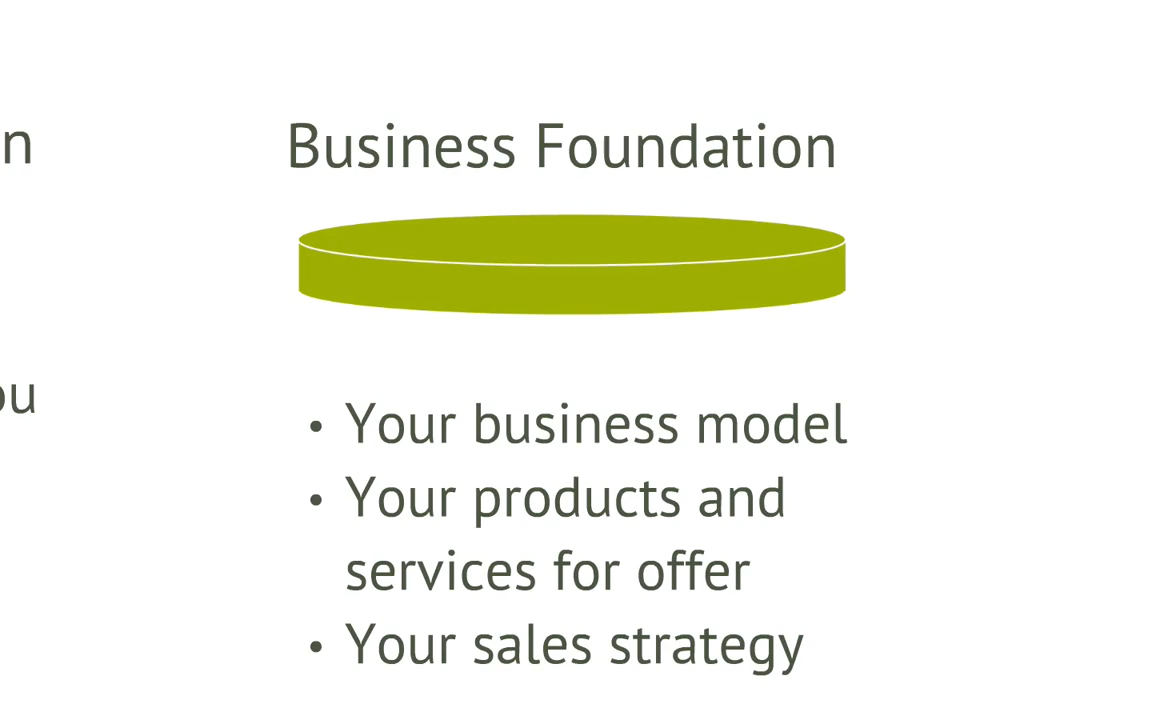 Business Foundation
• Your business model
• Your products and
services for offer
• Your sales strategy